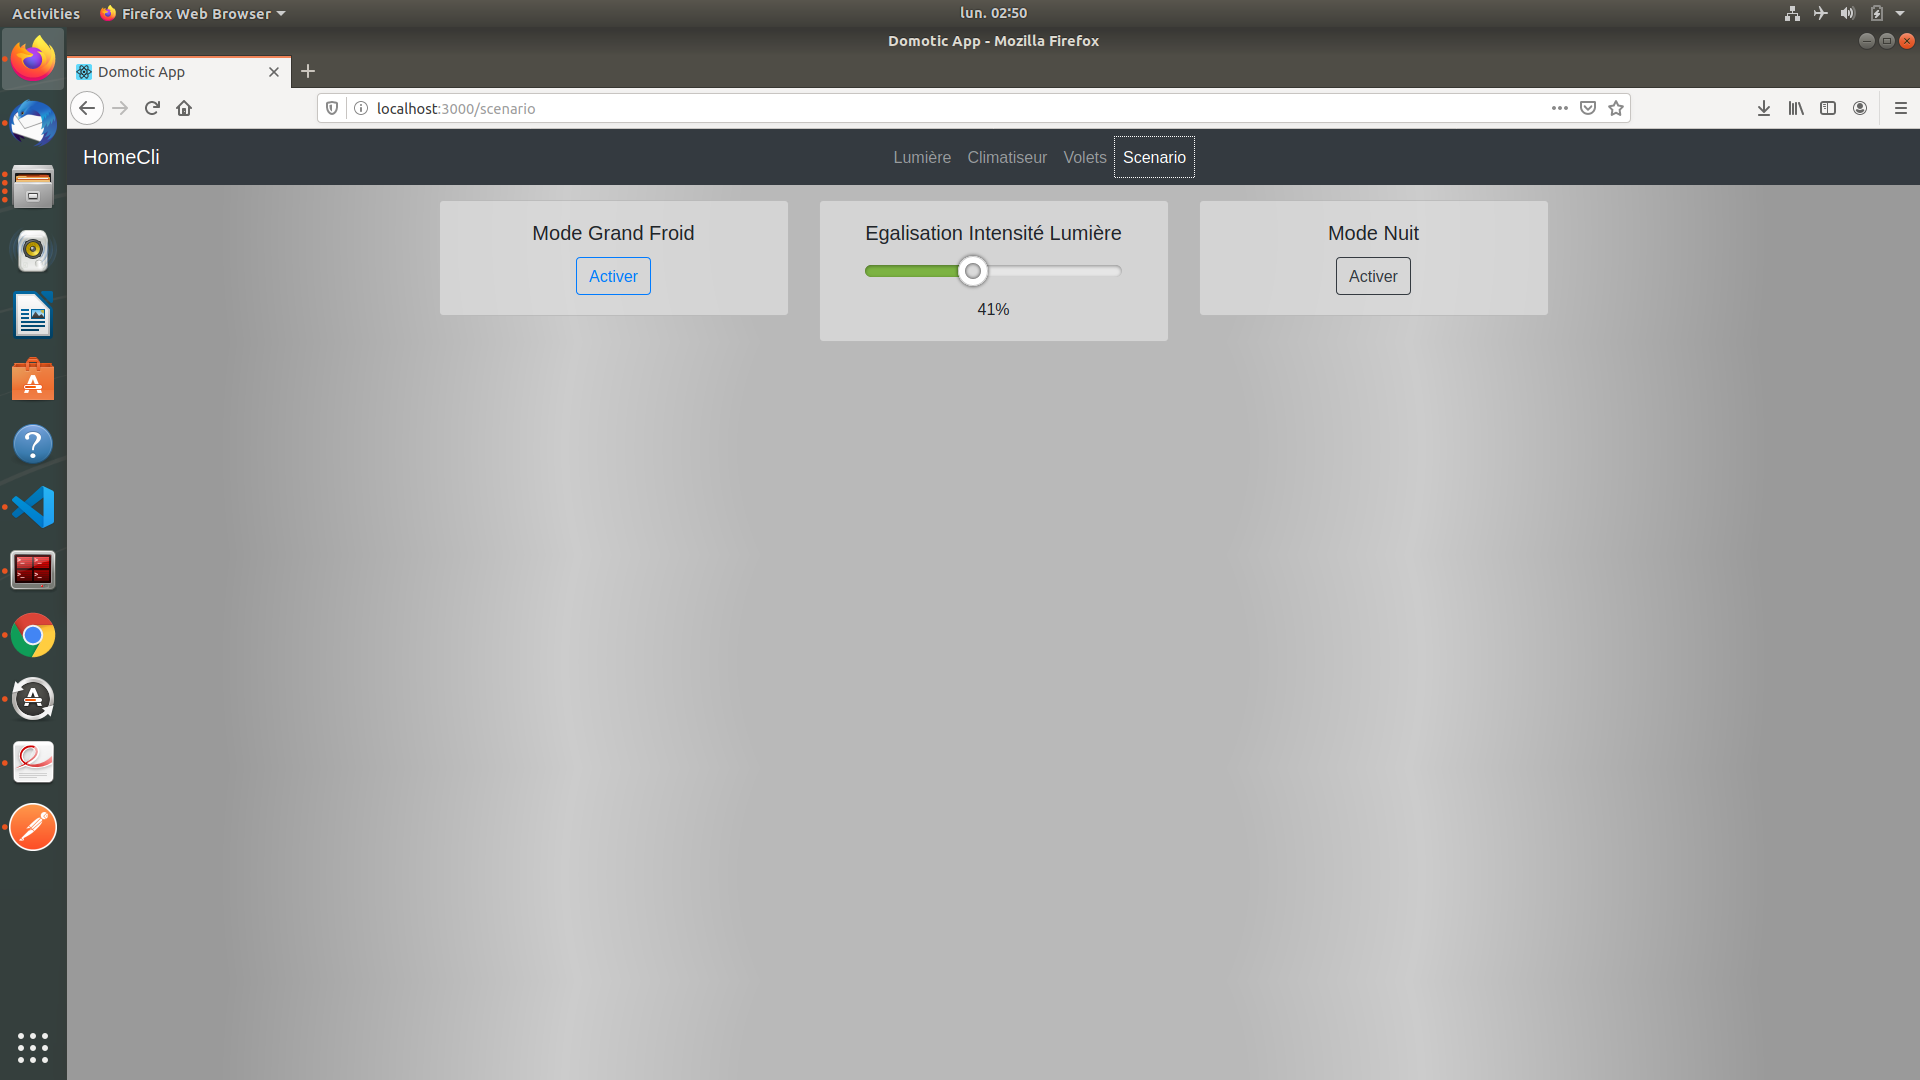 Activities Firefox Web Browser lun. 02:50
Domotic App - Mozilla Firefox
Domotic App
localhost:3000/scenario
HomeCli Lumière Climatiseur Volets Scenario
Mode Grand Froid
Activer
Egalisation Intensité Lumière
41%
Mode Nuit
Activer